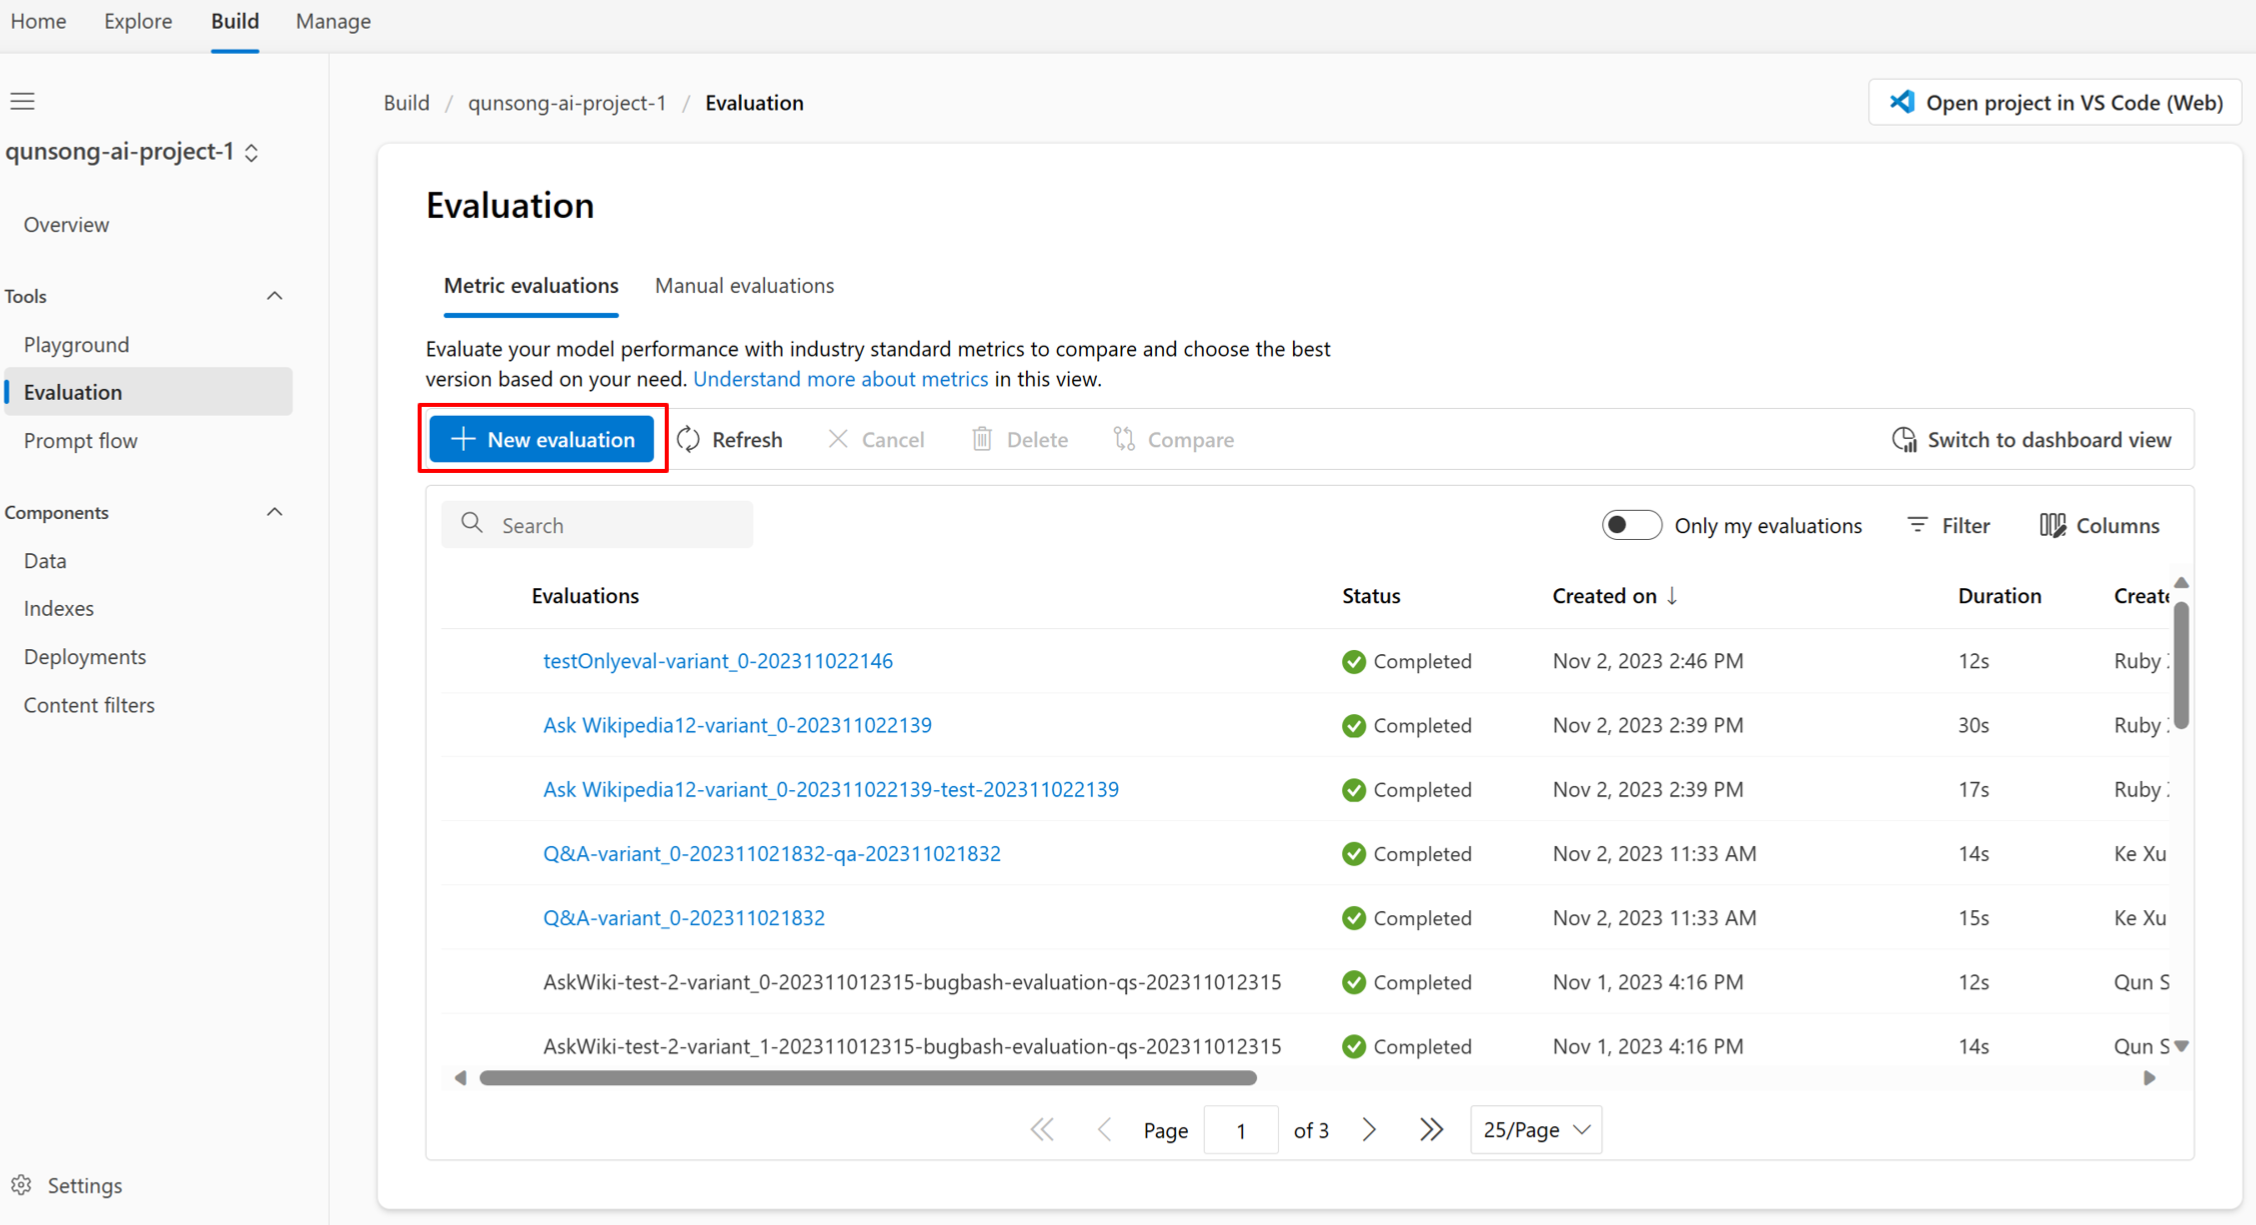 Home Explore Build Manage
Build / qunsong-ai-project-1 / Evaluation
Open project in VS Code (Web)
qunsong-ai-project-1
Overview
Tools
Playground
Evaluation
Prompt flow
Components
Data
Indexes
Deployments
Content filters
Settings
Evaluation
Metric evaluations Manual evaluations
Evaluate your model performance with industry standard metrics to compare and choose the best
version based on your need. Understand more about metrics in this view.
New evaluation Refresh Cancel Delete Compare Switch to dashboard view
Search Only my evaluations Filter Columns
Evaluations Status Created on ↓ Duration Create
testOnlyeval-variant_0-202311022146 Completed Nov 2, 2023 2:46 PM 12s Ruby
Ask Wikipedia12-variant_0-202311022139 Completed Nov 2, 2023 2:39 PM 30s Ruby
Ask Wikipedia12-variant_0-202311022139-test-202311022139 Completed Nov 2, 2023 2:39 PM 17s Ruby
Q&A-variant_0-202311021832-qa-202311021832 Completed Nov 2, 2023 11:33 AM 14s Ke Xu
Q&A-variant_0-202311021832 Completed Nov 2, 2023 11:33 AM 15s Ke Xu
AskWiki-test-2-variant_0-202311012315-bugbash-evaluation-qs-202311012315 Completed Nov 1, 2023 4:16 PM 12s Qun S
AskWiki-test-2-variant_1-202311012315-bugbash-evaluation-qs-202311012315 Completed Nov 1, 2023 4:16 PM 14s Qun S
Page 1 of 3 25/Page